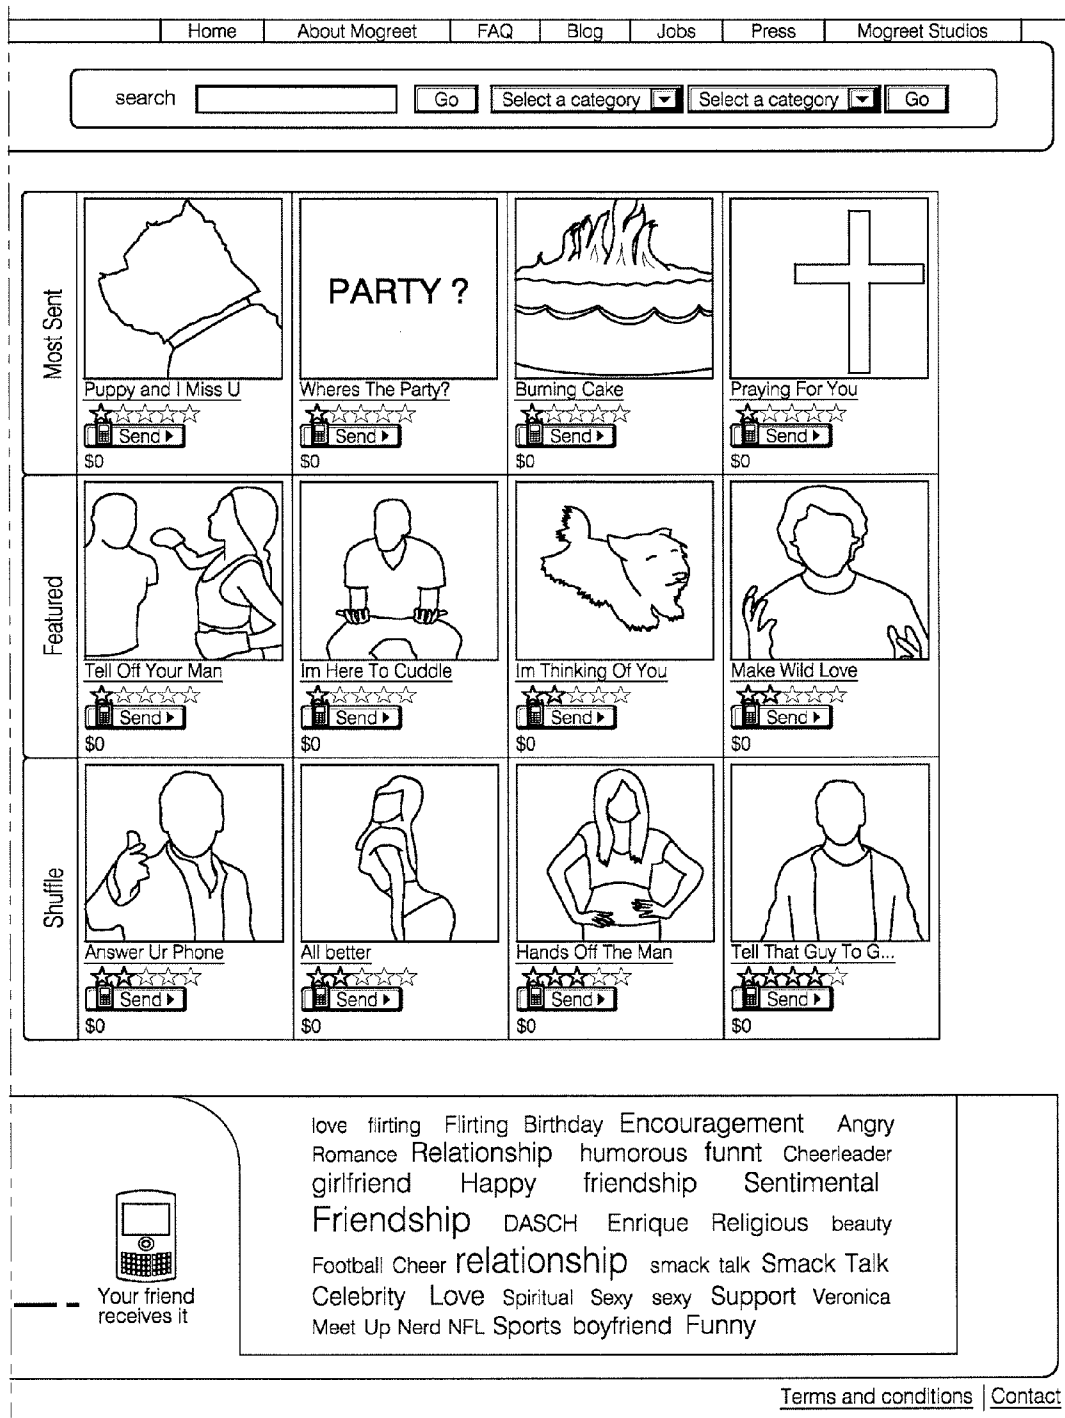 Home About Mogreet FAQ Blog Jobs Press Mogreet Studios
search Go Select a category Select a category Go
Most Sent
PARTY ?
Puppy and I Miss U Wheres The Party? Burning Cake Praying For You
Send Send Send Send
$0 $0 $0 $0
Featured
Tell Off Your Man Im Here To Cuddle Im Thinking Of You Make Wild Love
Send Send Send Send
$0 $0 $0 $0
Shuffle
Answer Ur Phone All better Hands Off The Man Tell That Guy To G...
Send Send Send Send
$0 $0 $0 $0
love flirting Flirting Birthday Encouragement Angry
Romance Relationship humorous funnt Cheerleader
girlfriend Happy friendship Sentimental
Friendship DASCH Enrique Religious beauty
Football Cheer relationship smack talk Smack Talk
Celebrity Love Spiritual Sexy sexy Support Veronica
Meet Up Nerd NFL Sports boyfriend Funny
Your friend
receives it
Terms and conditions | Contact